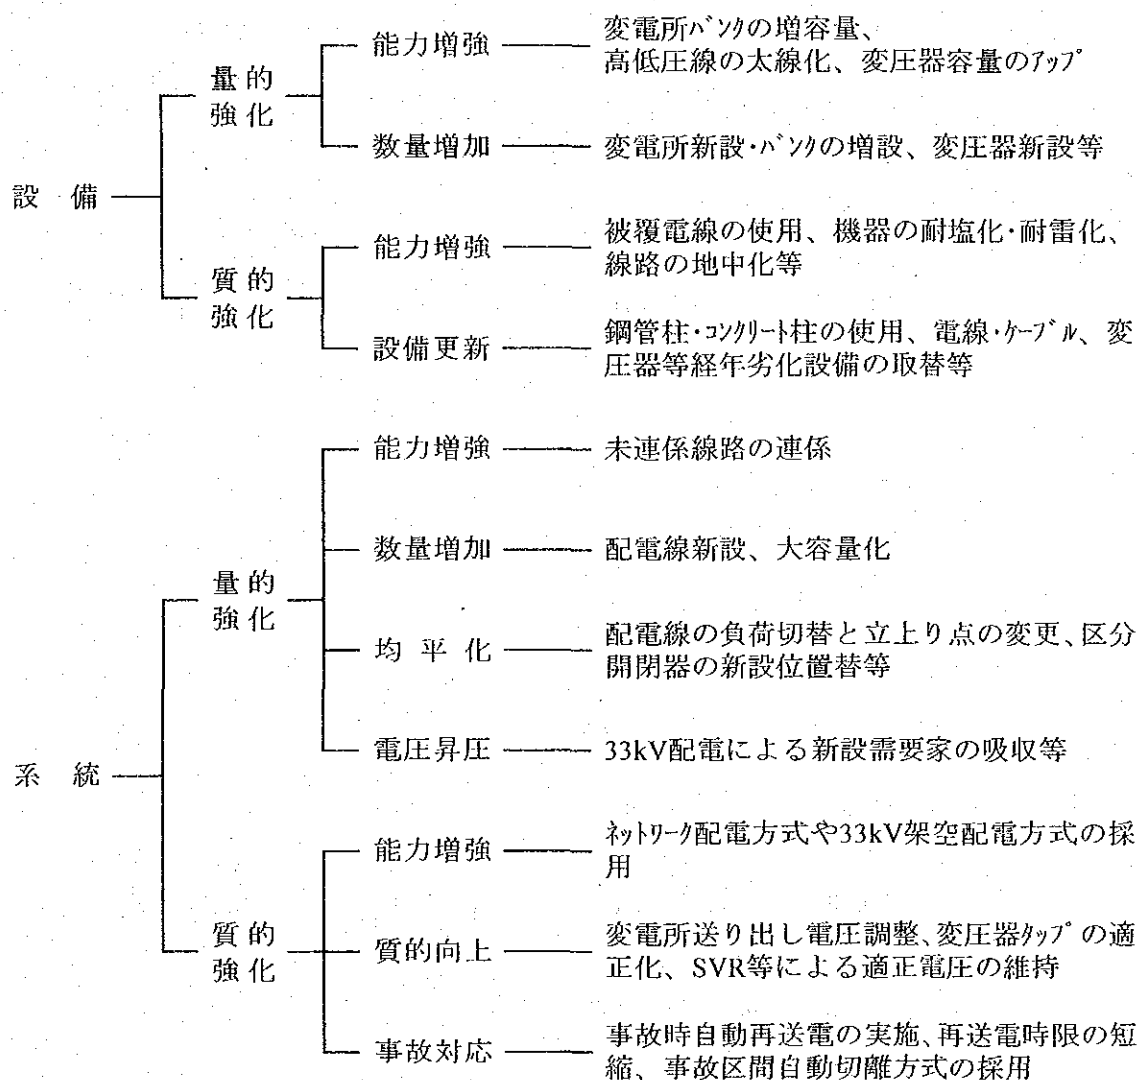 能力増強
変電所ﾊﾞﾝｸの増容量、
高低圧線の太線化、変圧器容量のｱｯﾌﾟ
量的
強化
数量増加
変電所新設･ﾊﾞﾝｸの増設、変圧器新設等
設備
能力増強
被覆電線の使用、機器の耐塩化･耐雷化、
線路の地中化等
質的
強化
設備更新
鋼管柱･ｺﾝｸﾘｰﾄ柱の使用、電線･ｹｰﾌﾞﾙ、変
圧器等経年劣化設備の取替等
能力増強
未連係線路の連係
数量増加
配電線新設、大容量化
量的
強化
均平化
配電線の負荷切替と立上り点の変更、区分
開閉器の新設位置替等
電圧昇圧
33kV配電による新設需要家の吸収等
系統
能力増強
ﾈｯﾄﾜｰｸ配電方式や33kV架空配電方式の採
用
質的
強化
質的向上
変電所送り出し電圧調整、変圧器ﾀｯﾌﾟの適
正化、SVR等による適正電圧の維持
事故対応
事故時自動再送電の実施、再送電時限の短
縮、事故区間自動切離方式の採用